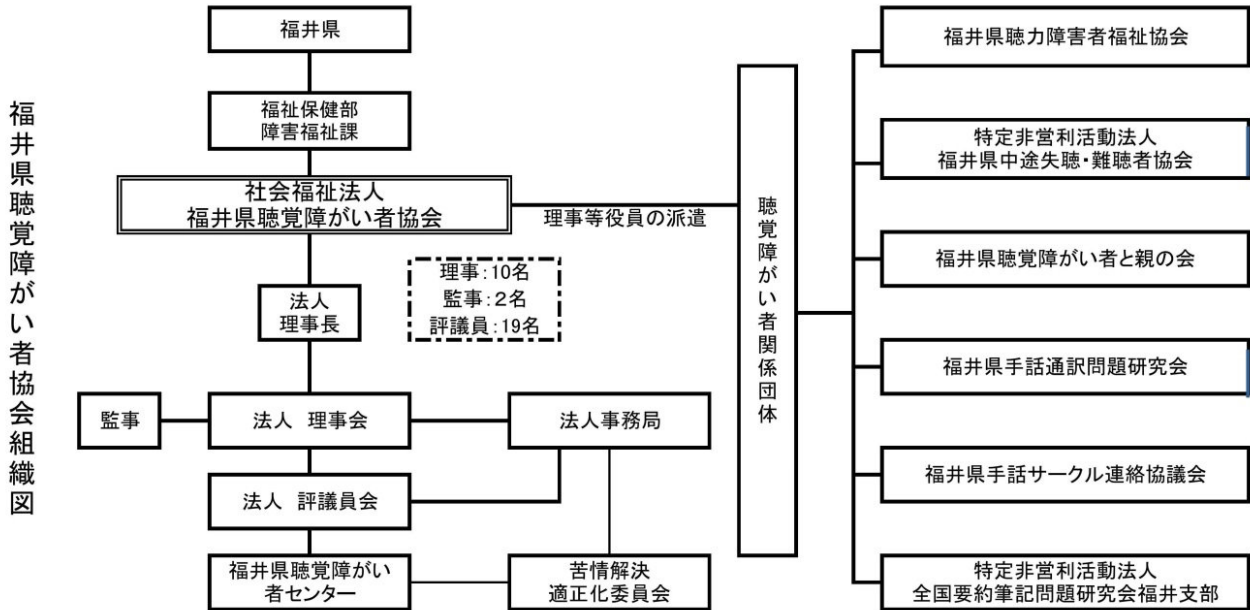 福井県聴覚障がい者協会組織図
福井県
福祉保健部
障害福祉課
社会福祉法人
福井県聴覚障がい者協会
理事等役員の派遣
法人
理事長
理事:10名
監事:2名
評議員:19名
監事
法人 理事会
法人事務局
法人 評議員会
福井県聴覚障がい
者センター
苦情解決
適正化委員会
聴覚障がい者関係団体
福井県聴力障害者福祉協会
特定非営利活動法人
福井県中途失聴・難聴者協会
福井県聴覚障がい者と親の会
福井県手話通訳問題研究会
福井県手話サークル連絡協議会
特定非営利活動法人
全国要約筆記問題研究会福井支部